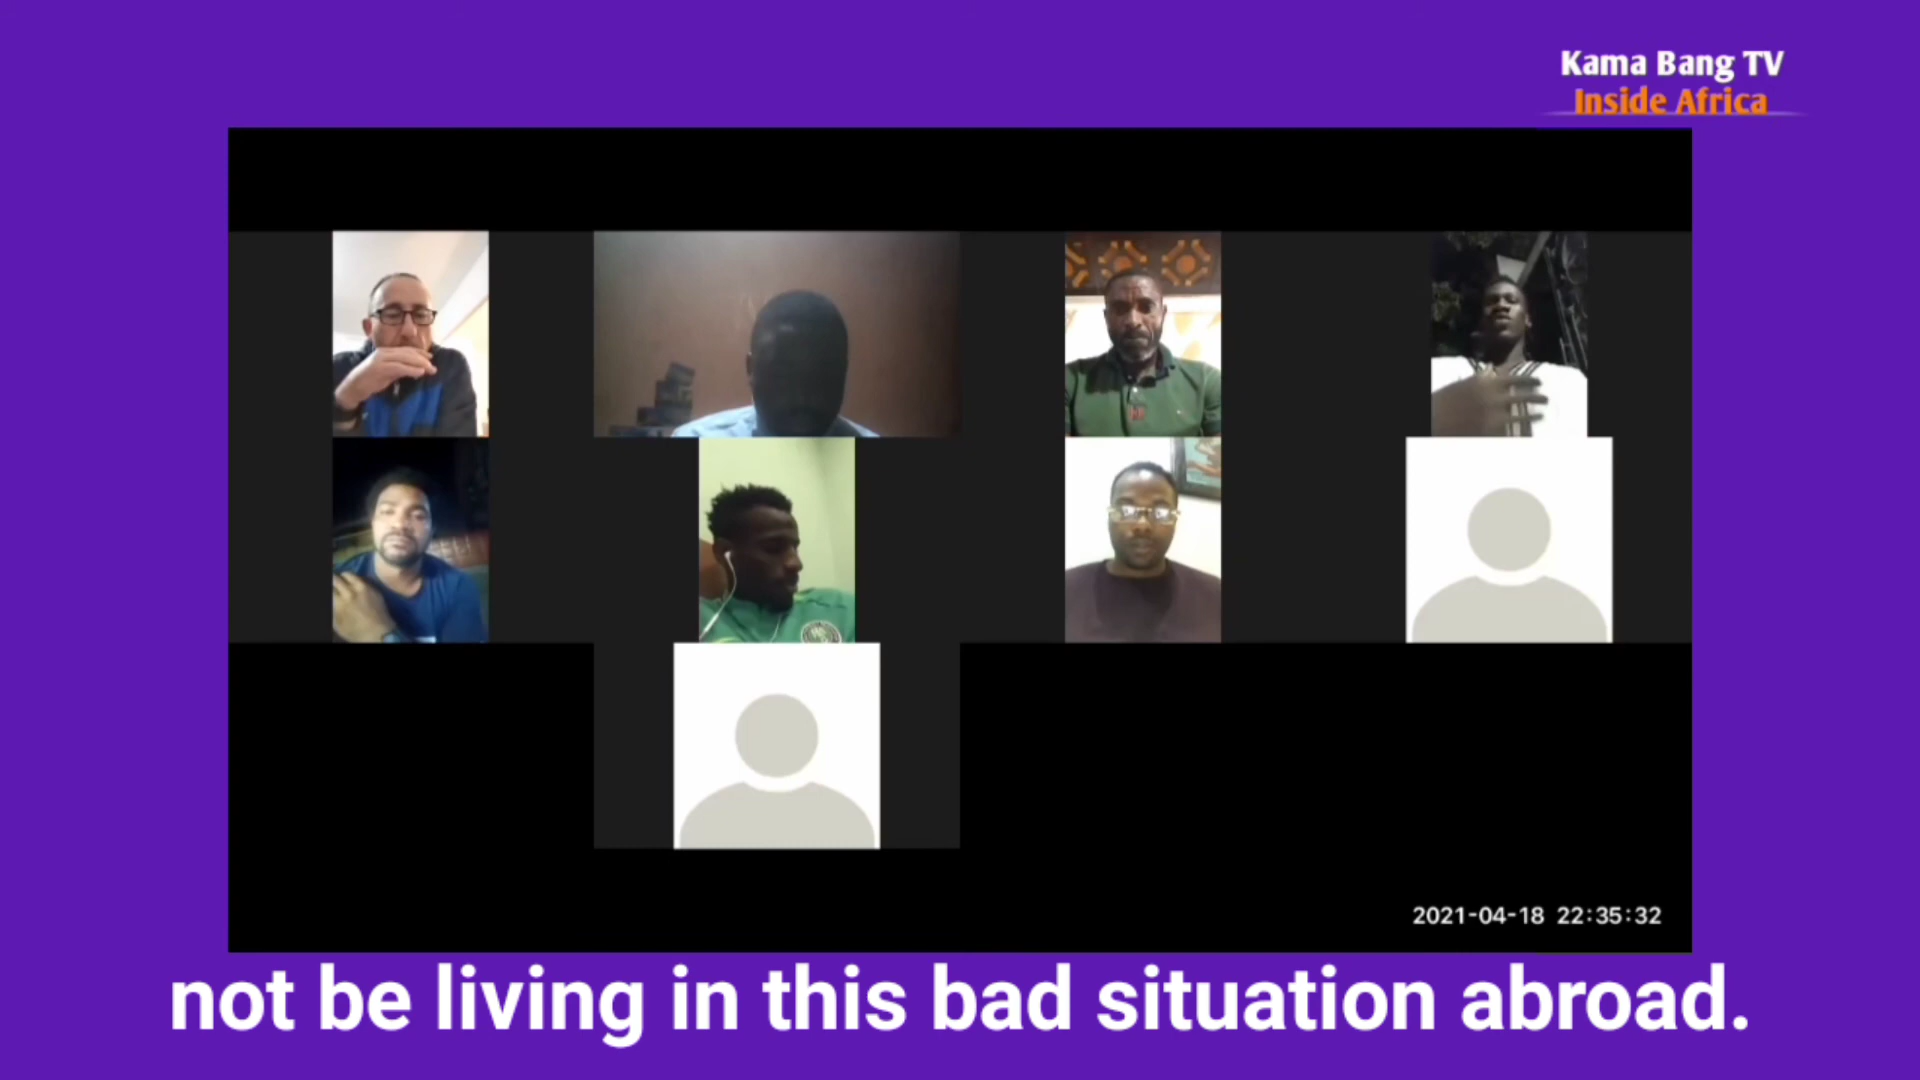 Kama Bang TV
Inside Africa
2021-04-18 22:35:32
not be living in this bad situation abroad.